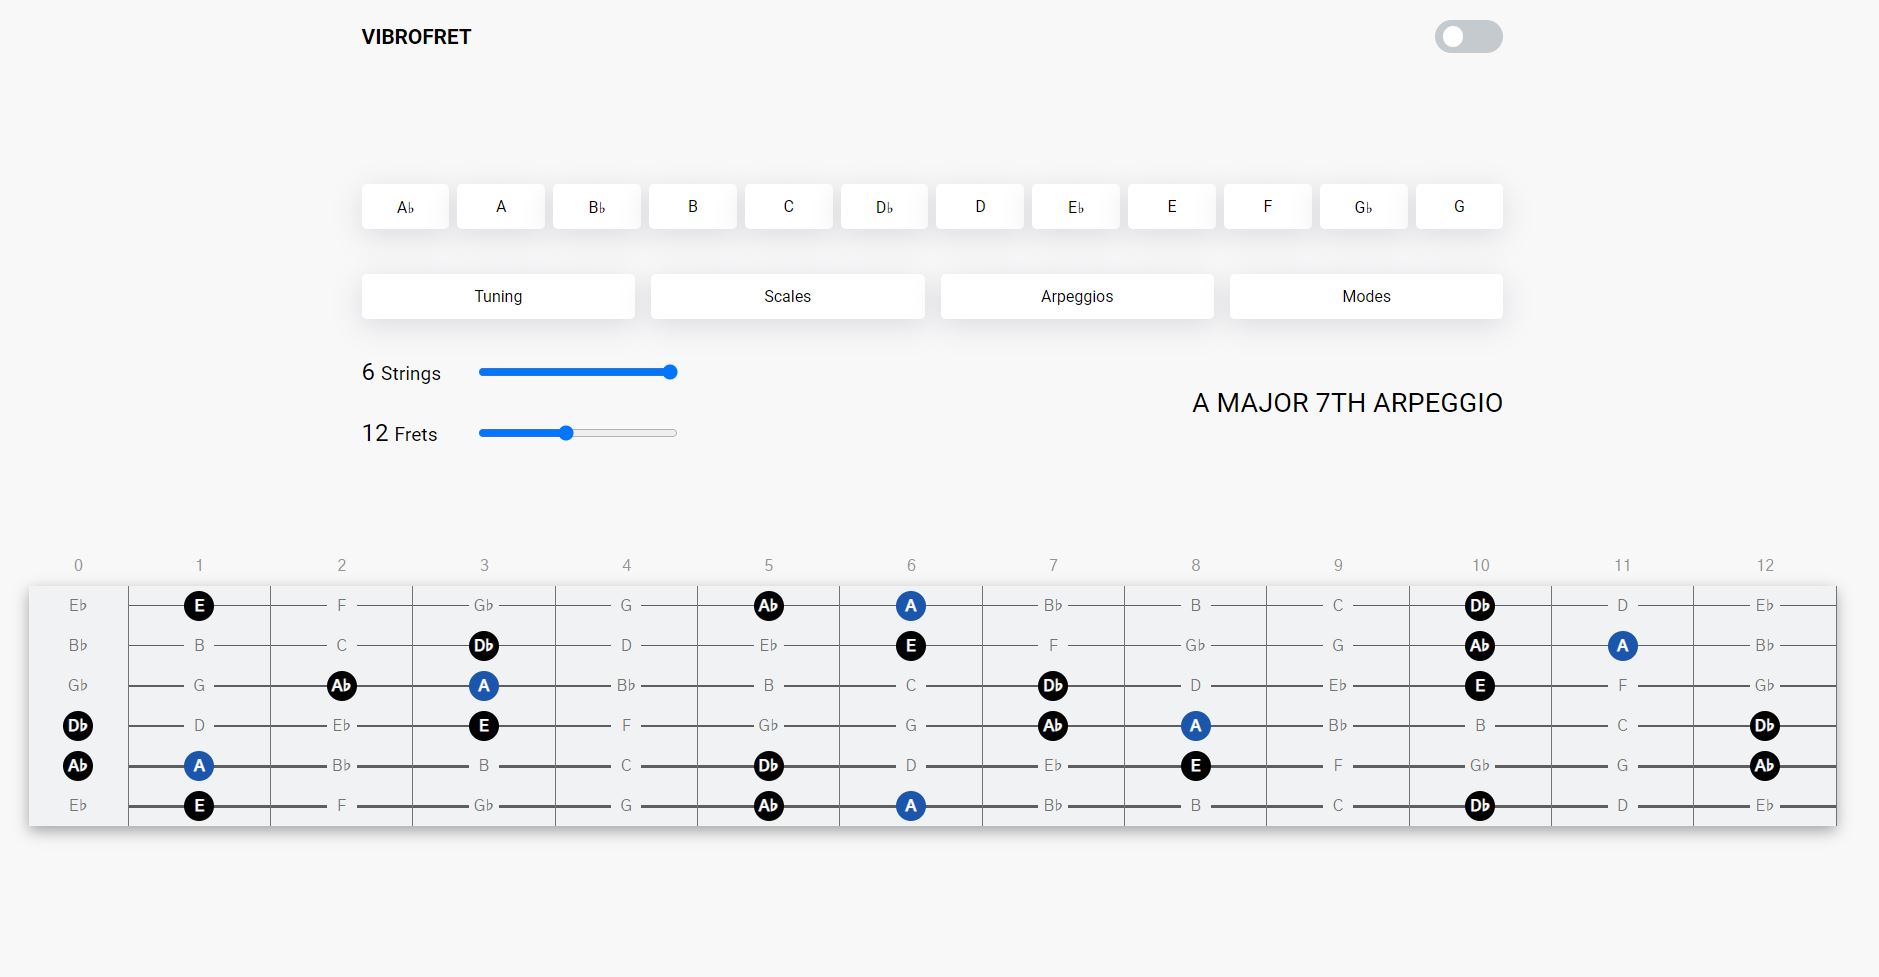 VIBROFRET
A♭ A B♭ B C D♭ D E♭ E F G♭ G
Tuning Scales Arpeggios Modes
6 Strings
A MAJOR 7TH ARPEGGIO
12 Frets
0 1 2 3 4 5 6 7 8 9 10 11 12
E♭ E F G♭ G A♭ A B♭ B C D♭ D E♭
B♭ B C D♭ D E♭ E F G♭ G A♭ A B♭
G♭ G A♭ A B♭ B C D♭ D E♭ E F G♭
D♭ D E♭ E F G♭ G A♭ A B♭ B C D♭
A♭ A B♭ B C D♭ D E♭ E F G♭ G A♭
E♭ E F G♭ G A♭ A B♭ B C D♭ D E♭